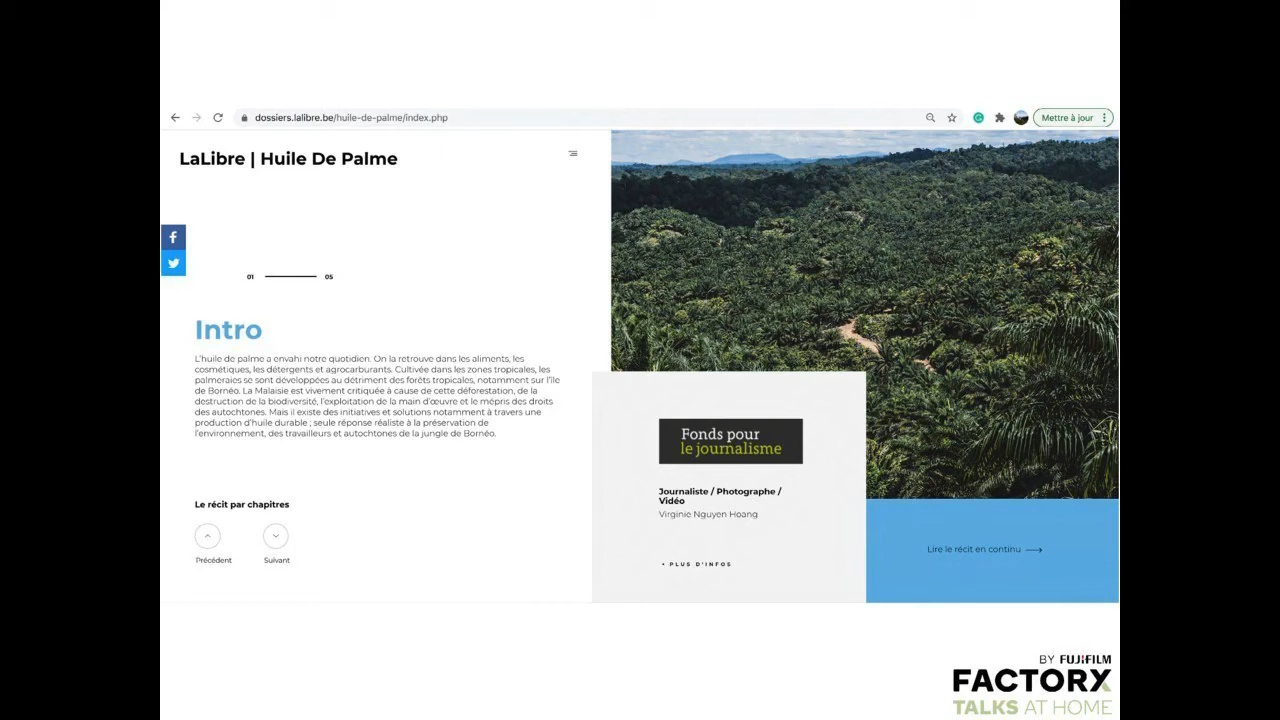 dossiers.lalibre.be/huile-de-palme/index.php
Mettre à jour
LaLibre | Huile De Palme
01
05
Intro
L'huile de palme a envahi notre quotidien. On la retrouve dans les aliments, les
cosmétiques, les détergents et agrocarburants. Cultivée dans les zones tropicales, les
palmeraies se sont développées au détriment des forêts tropicales, notamment sur l'île
de Bornéo. La Malaisie est vivement critiquée à cause de cette déforestation, de la
destruction de la biodiversité, l'exploitation de la main d'œuvre et le mépris des droits
des autochtones. Mais il existe des initiatives et solutions notamment à travers une
production d'huile durable ; seule réponse réaliste à la préservation de
l'environnement, des travailleurs et autochtones de la jungle de Bornéo.
Le récit par chapitres
Précédent
Suivant
Fonds pour
le journalisme
Journaliste / Photographe /
Vidéo
Virginie Nguyen Hoang
+ PLUS D'INFOS
Lire le récit en continu
BY FUJIFILM
FACTORX
TALKS AT HOME